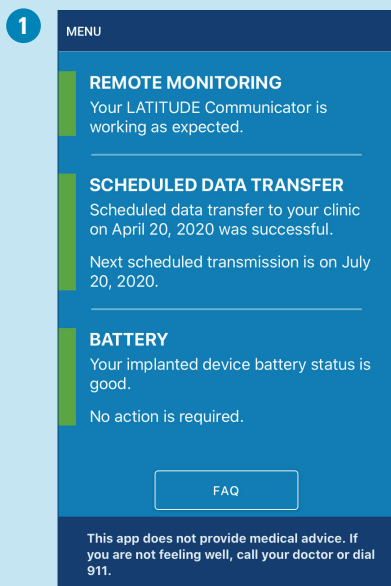 1
MENU
REMOTE MONITORING
Your LATITUDE Communicator is
working as expected.
SCHEDULED DATA TRANSFER
Scheduled data transfer to your clinic
on April 20, 2020 was successful.
Next scheduled transmission is on July
20, 2020.
BATTERY
Your implanted device battery status is
good.
No action is required.
FAQ
This app does not provide medical advice. If
you are not feeling well, call your doctor or dial
911.